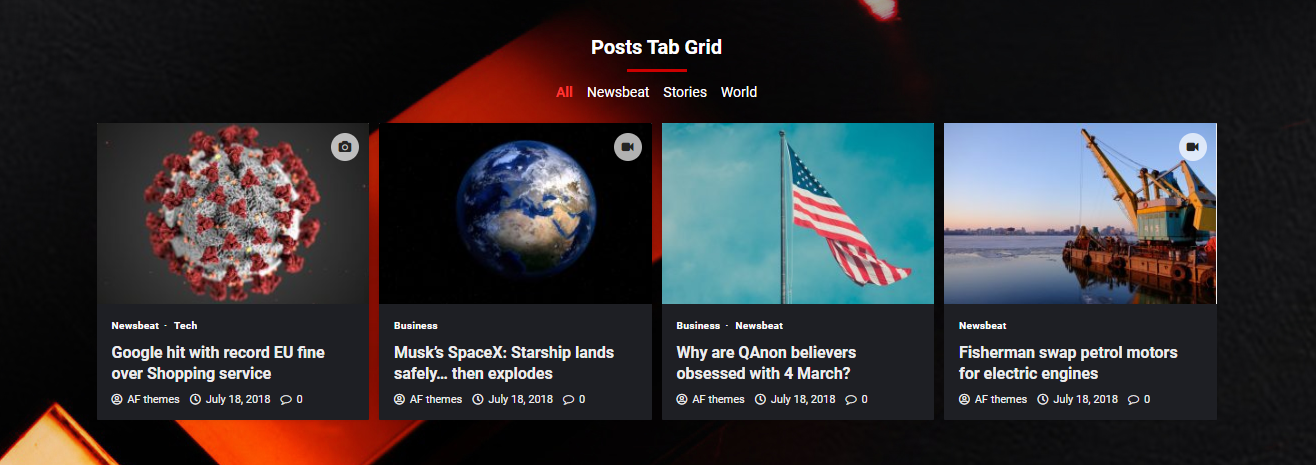 Posts Tab Grid
All Newsbeat Stories World
Newsbeat · Tech
Google hit with record EU fine
over Shopping service
AF themes July 18, 2018 0
Business
Musk’s SpaceX: Starship lands
safely… then explodes
AF themes July 18, 2018 0
Business · Newsbeat
Why are QAnon believers
obsessed with 4 March?
AF themes July 18, 2018 0
Newsbeat
Fisherman swap petrol motors
for electric engines
AF themes July 18, 2018 0